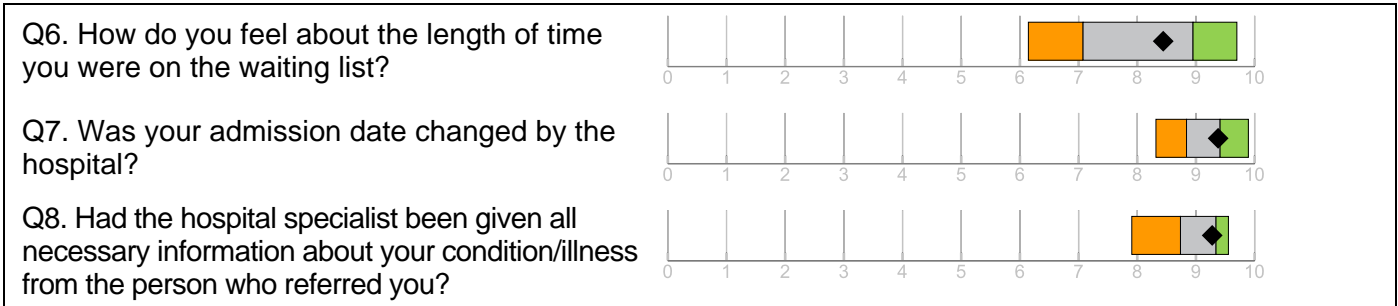 Q6. How do you feel about the length of time
you were on the waiting list?
0 1 2 3 4 5 6 7 8 9 10
Q7. Was your admission date changed by the
hospital?
0 1 2 3 4 5 6 7 8 9 10
Q8. Had the hospital specialist been given all
necessary information about your condition/illness
from the person who referred you?
0 1 2 3 4 5 6 7 8 9 10